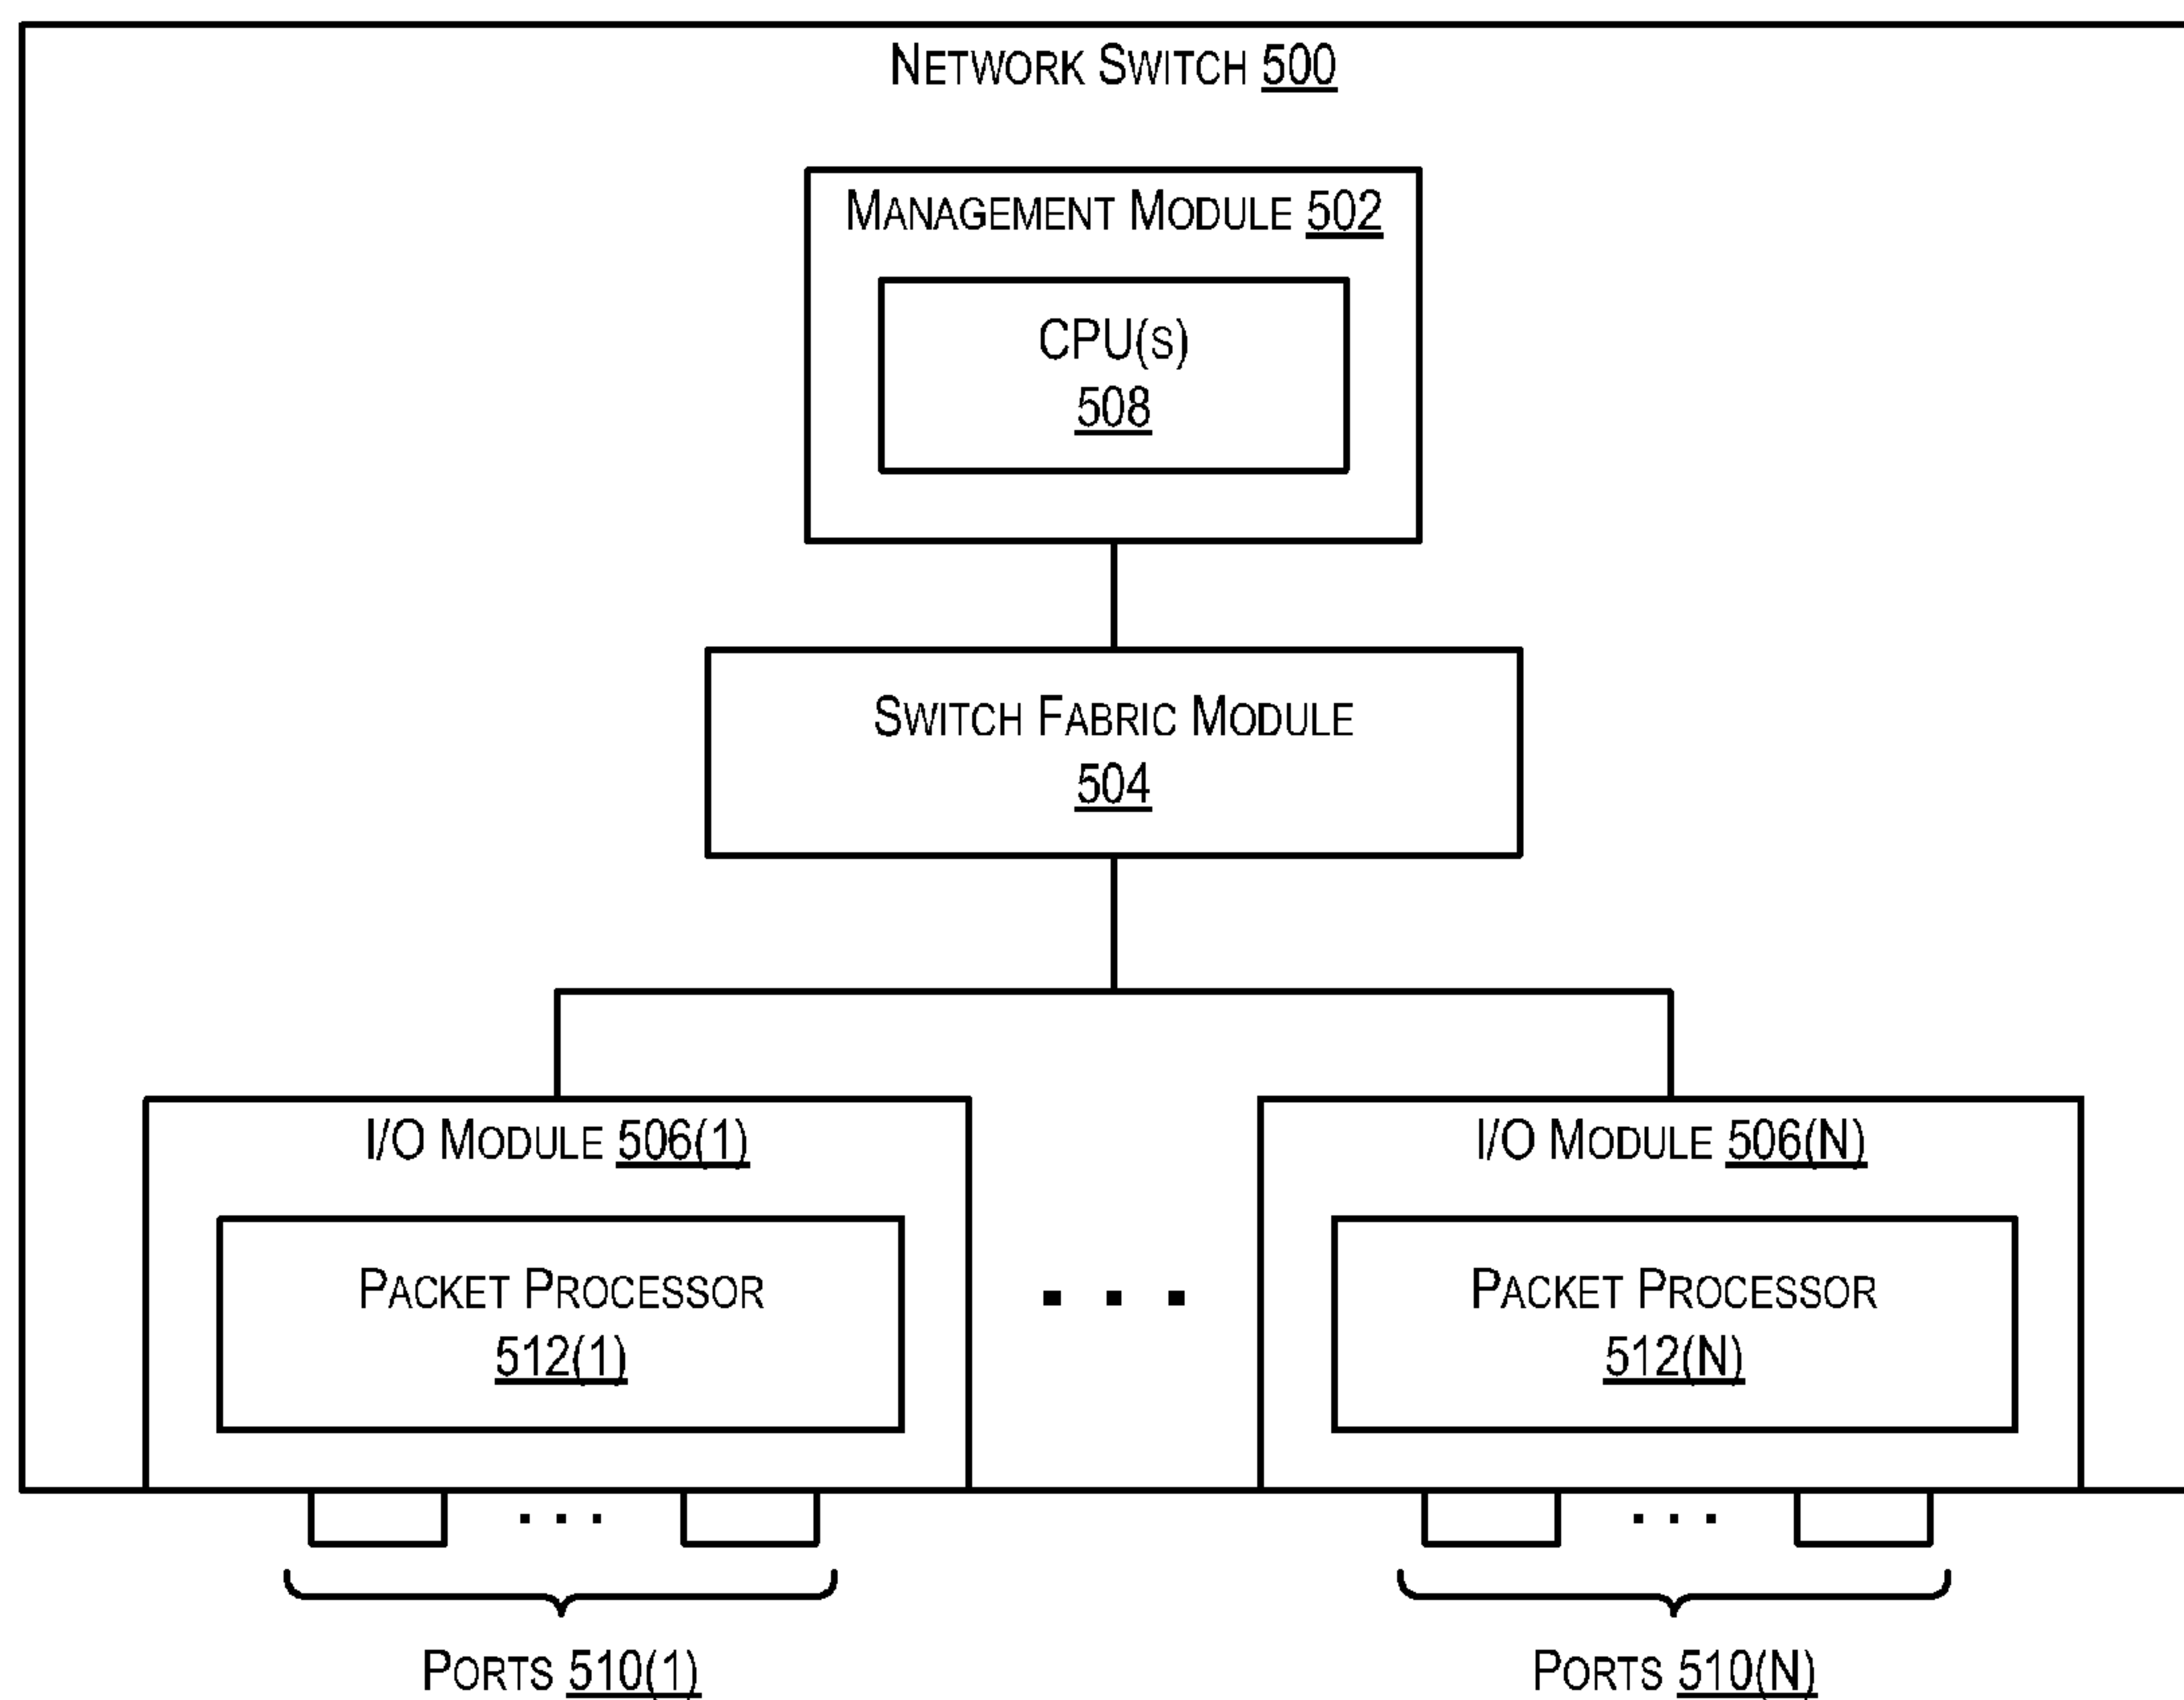 NETWORK SWITCH 500
MANAGEMENT MODULE 502
CPU(S)
508
SWITCH FABRIC MODULE
504
I/O MODULE 506(1)
I/O MODULE 506(N)
PACKET PROCESSOR
512(1)
PACKET PROCESSOR
512(N)
PORTS 510(1)
PORTS 510(N)